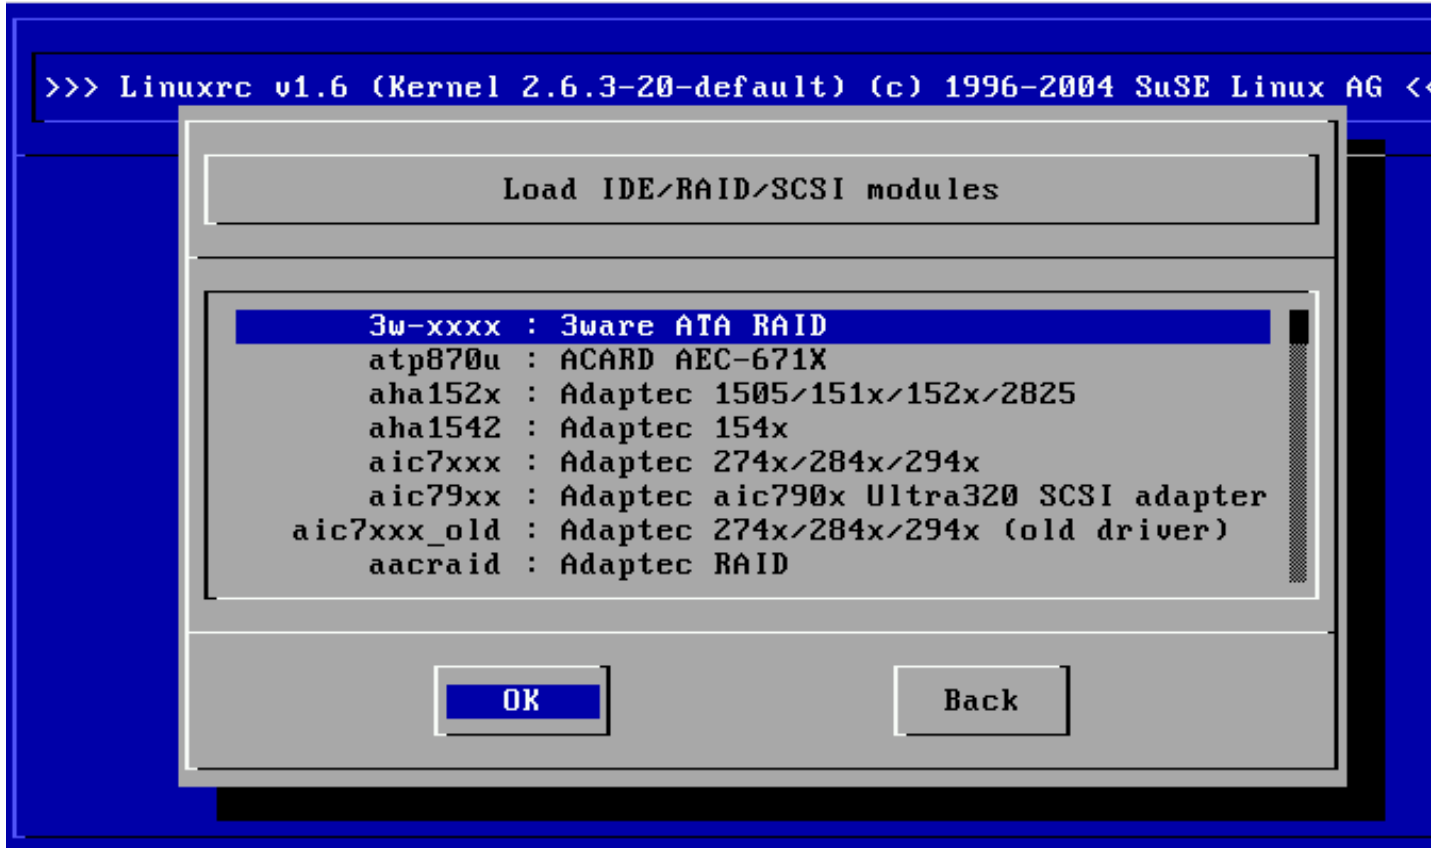 >>> Linuxrc v1.6 (Kernel 2.6.3-20-default) (c) 1996-2004 SuSE Linux AG <<
Load IDE/RAID/SCSI modules
3w-xxxx : 3ware ATA RAID
atp870u : ACARD AEC-671X
aha152x : Adaptec 1505/151x/152x/2825
aha1542 : Adaptec 154x
aic7xxx : Adaptec 274x/284x/294x
aic79xx : Adaptec aic790x Ultra320 SCSI adapter
aic7xxx_old : Adaptec 274x/284x/294x (old driver)
aacraid : Adaptec RAID
OK
Back